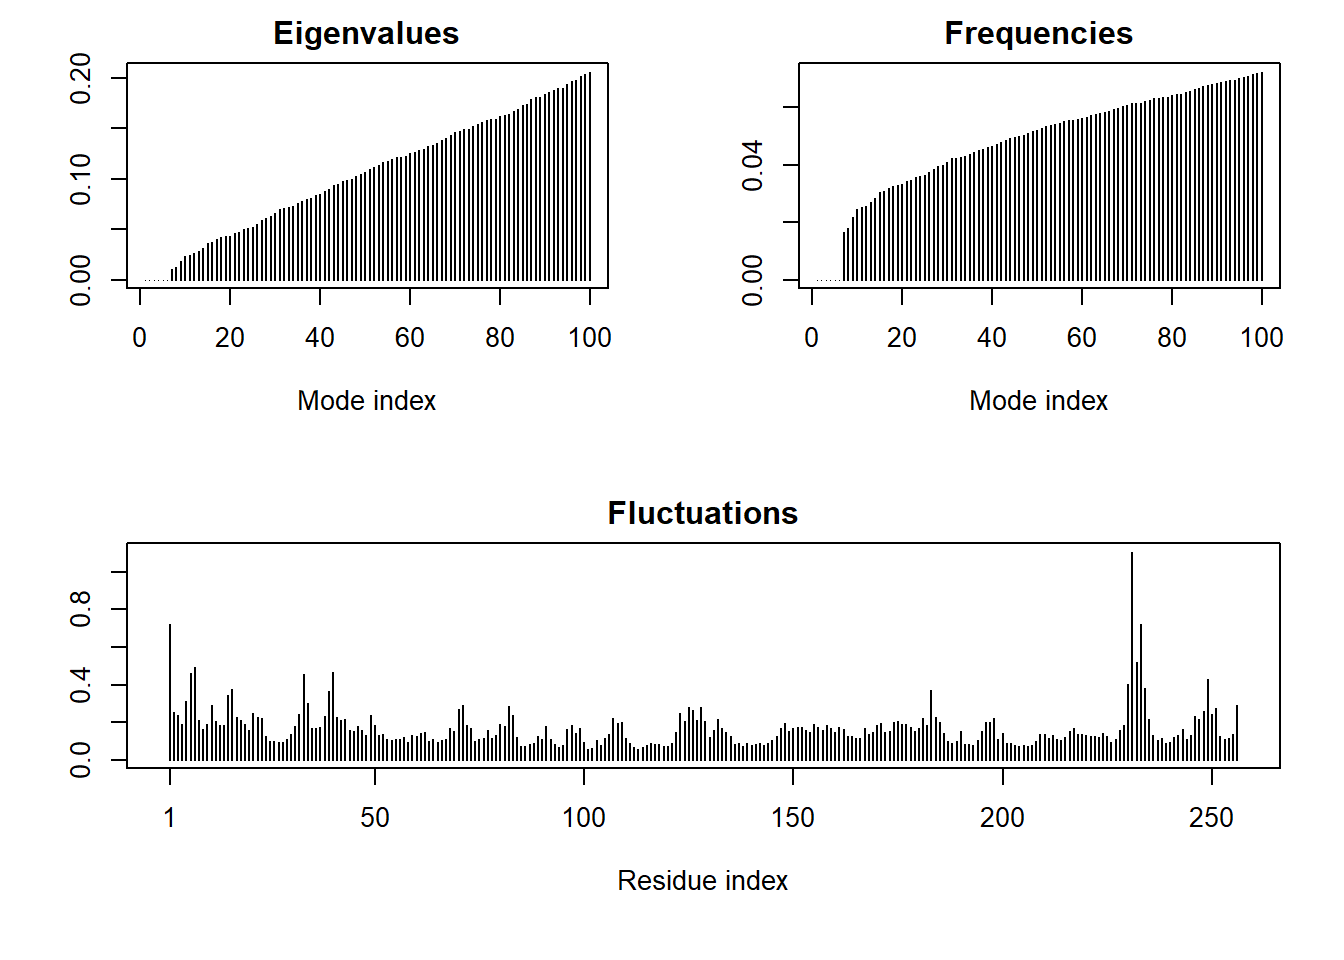 Eigenvalues
0.00 0.10 0.20
0 20 40 60 80 100
Mode index
Frequencies
0.00 0.04
0 20 40 60 80 100
Mode index
Fluctuations
0.0 0.4 0.8
1 50 100 150 200 250
Residue index